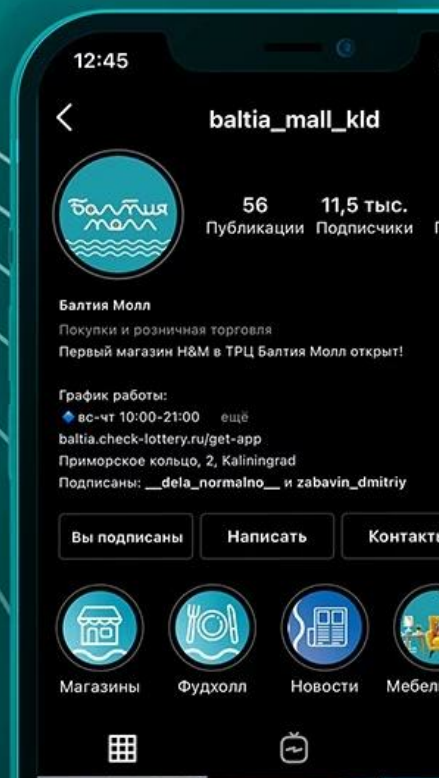 12:45
baltia_mall_kld
балтия
молл
56
11,5 тыс.
Публикации
Подписчики
Балтия Молл
Покупки и розничная торговля
Первый магазин H&M в ТРЦ Балтия Молл открыт!
График работы:
вс-чт 10:00-21:00 ещё
baltia.check-lottery.ru/get-app
Приморское кольцо, 2, Kaliningrad
Подписаны: __dela_normalno__ и zabavin_dmitriy
Вы подписаны
Написать
Контакты
Магазины
Фудхолл
Новости